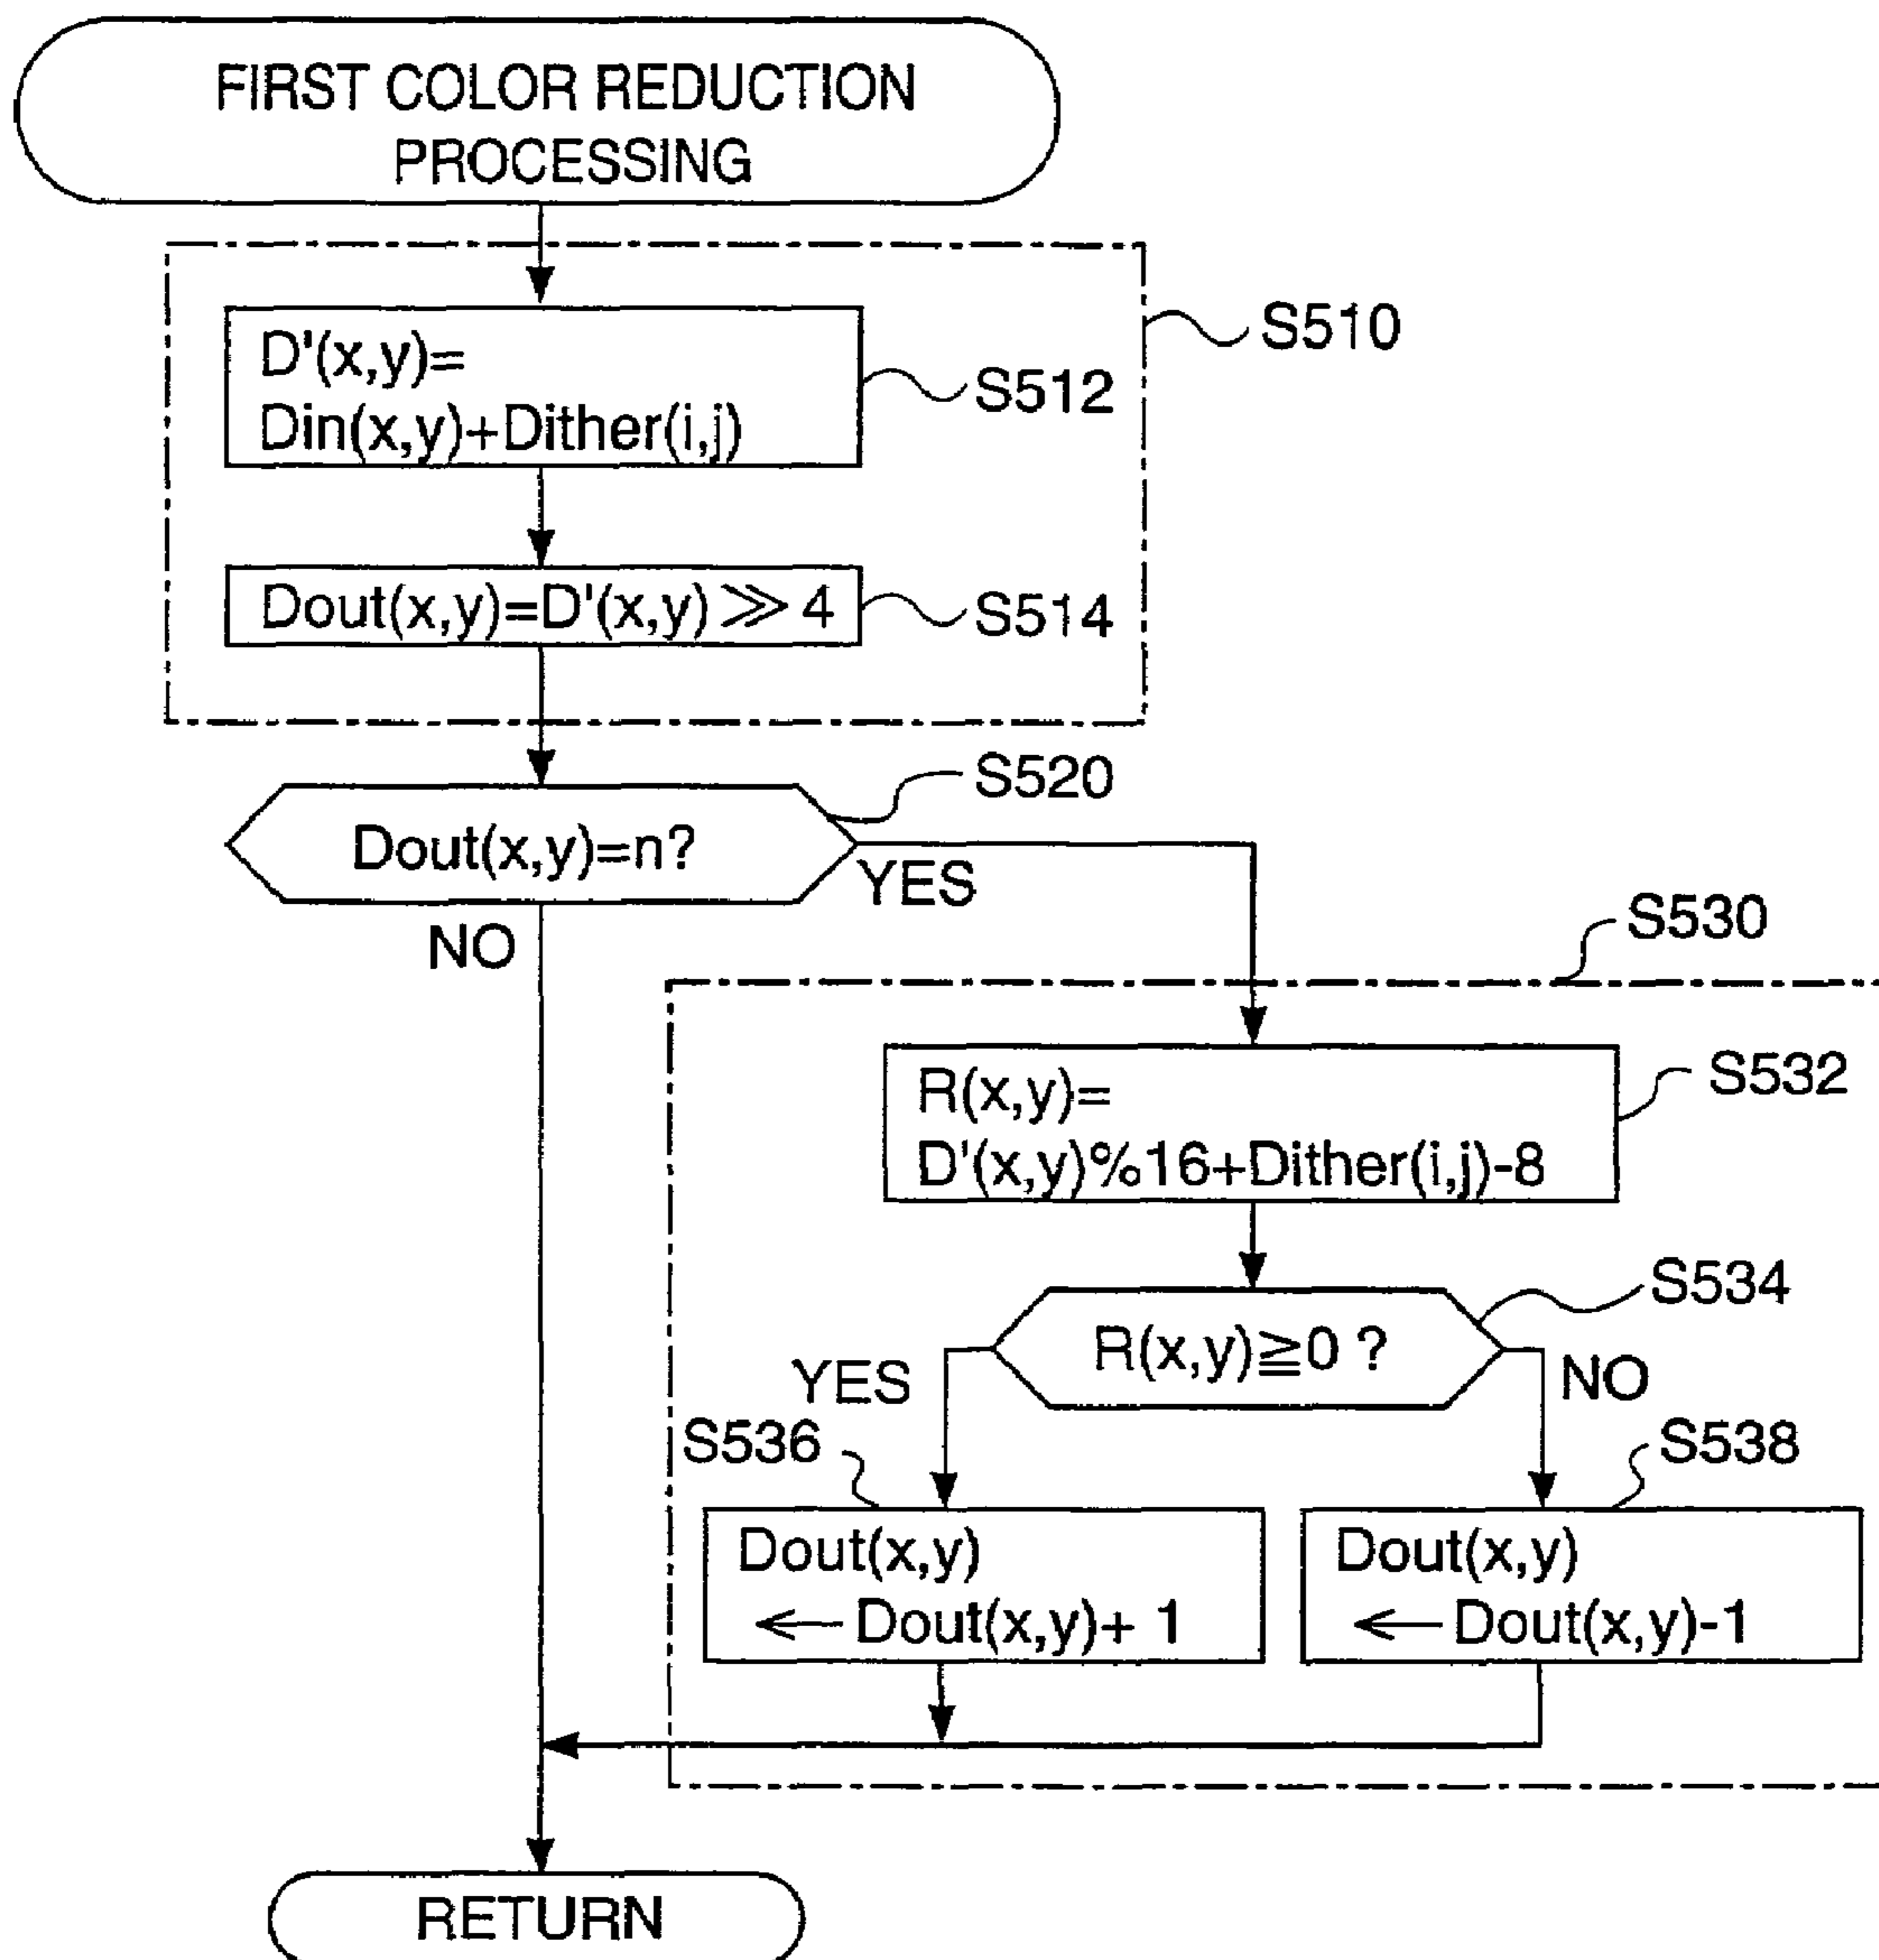 FIRST COLOR REDUCTION
PROCESSING
S510
D'(x,y)=
Din(x,y)+Dither(i,j)
S512
Dout(x,y)=D'(x,y)≫4
S514
S520
Dout(x,y)=n?
YES
NO
S530
R(x,y)=
D'(x,y)%16+Dither(i,j)-8
S532
S534
R(x,y)≧0 ?
YES
NO
S536
S538
Dout(x,y)
←Dout(x,y)+ 1
Dout(x,y)
←Dout(x,y)-1
RETURN